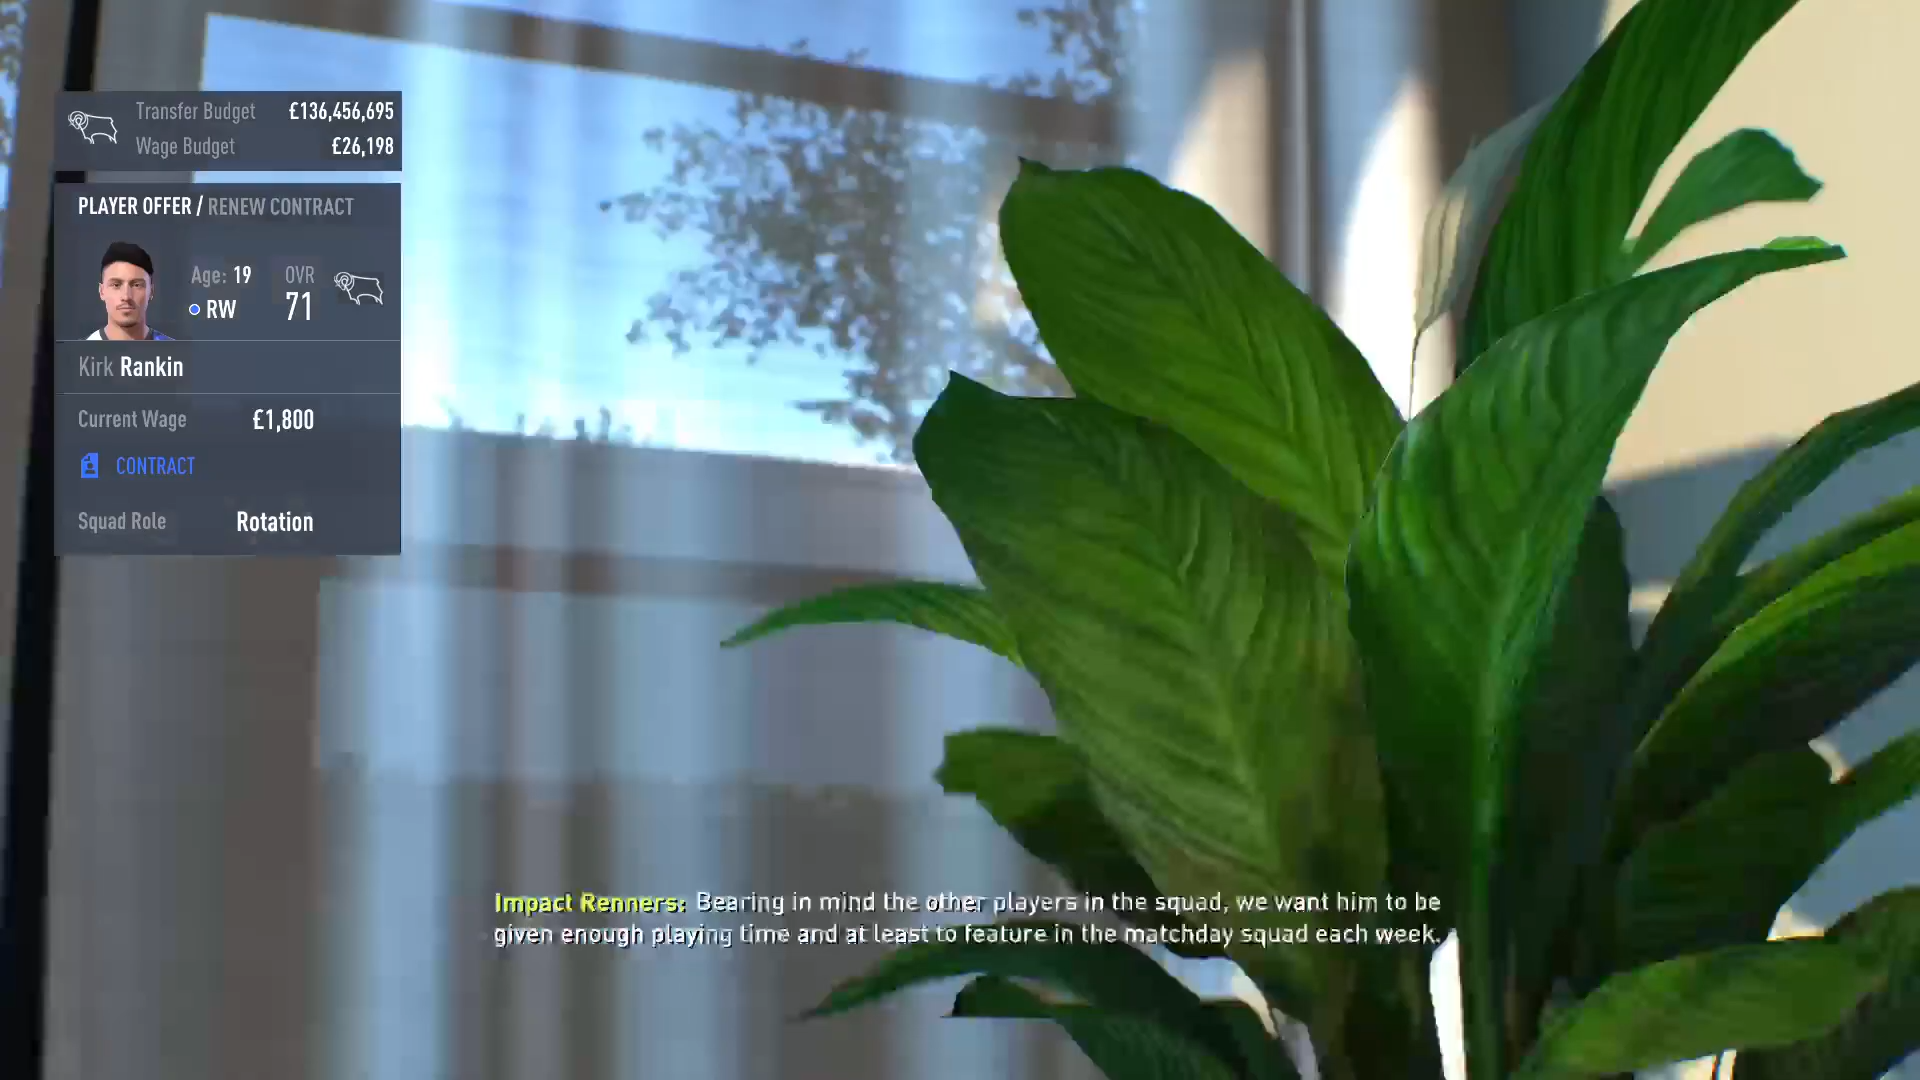 Transfer Budget £136,456,695
Wage Budget £26,198
PLAYER OFFER / RENEW CONTRACT
Age: 19 OVR
RW 71
Kirk Rankin
Current Wage £1,800
CONTRACT
Squad Role Rotation
Impact Renners: Bearing in mind the other players in the squad, we want him to be
given enough playing time and at least to feature in the matchday squad each week.